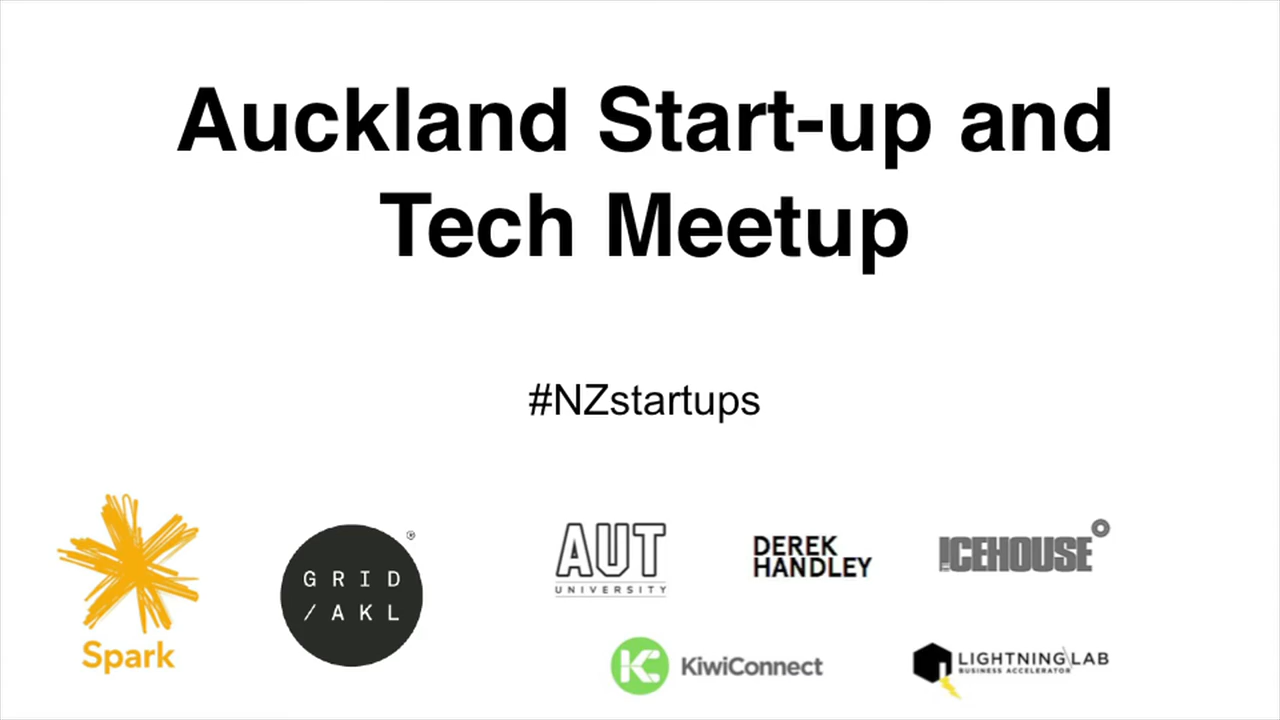 Auckland Start-up and
Tech Meetup
#NZstartups
Spark
GRID
/AKL
®
AUT
UNIVERSITY
DEREK
HANDLEY
THE ICEHOUSE
KiwiConnect
LIGHTNING LAB
BUSINESS ACCELERATOR